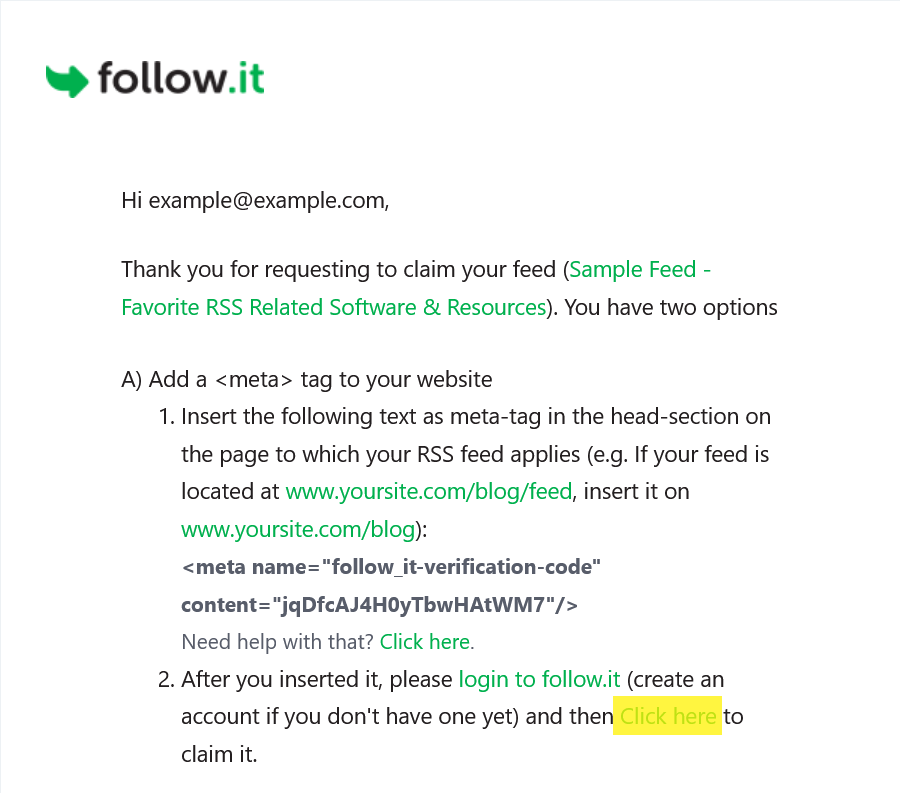 follow.it
Hi example@example.com,
Thank you for requesting to claim your feed (Sample Feed -
Favorite RSS Related Software & Resources). You have two options
A) Add a <meta> tag to your website
1. Insert the following text as meta-tag in the head-section on
the page to which your RSS feed applies (e.g. If your feed is
located at www.yoursite.com/blog/feed, insert it on
www.yoursite.com/blog):
<meta name="follow_it-verification-code"
content="jqDfcAJ4H0yTbwHAtWM7"/>
Need help with that? Click here.
2. After you inserted it, please login to follow.it (create an
account if you don't have one yet) and then Click here to
claim it.